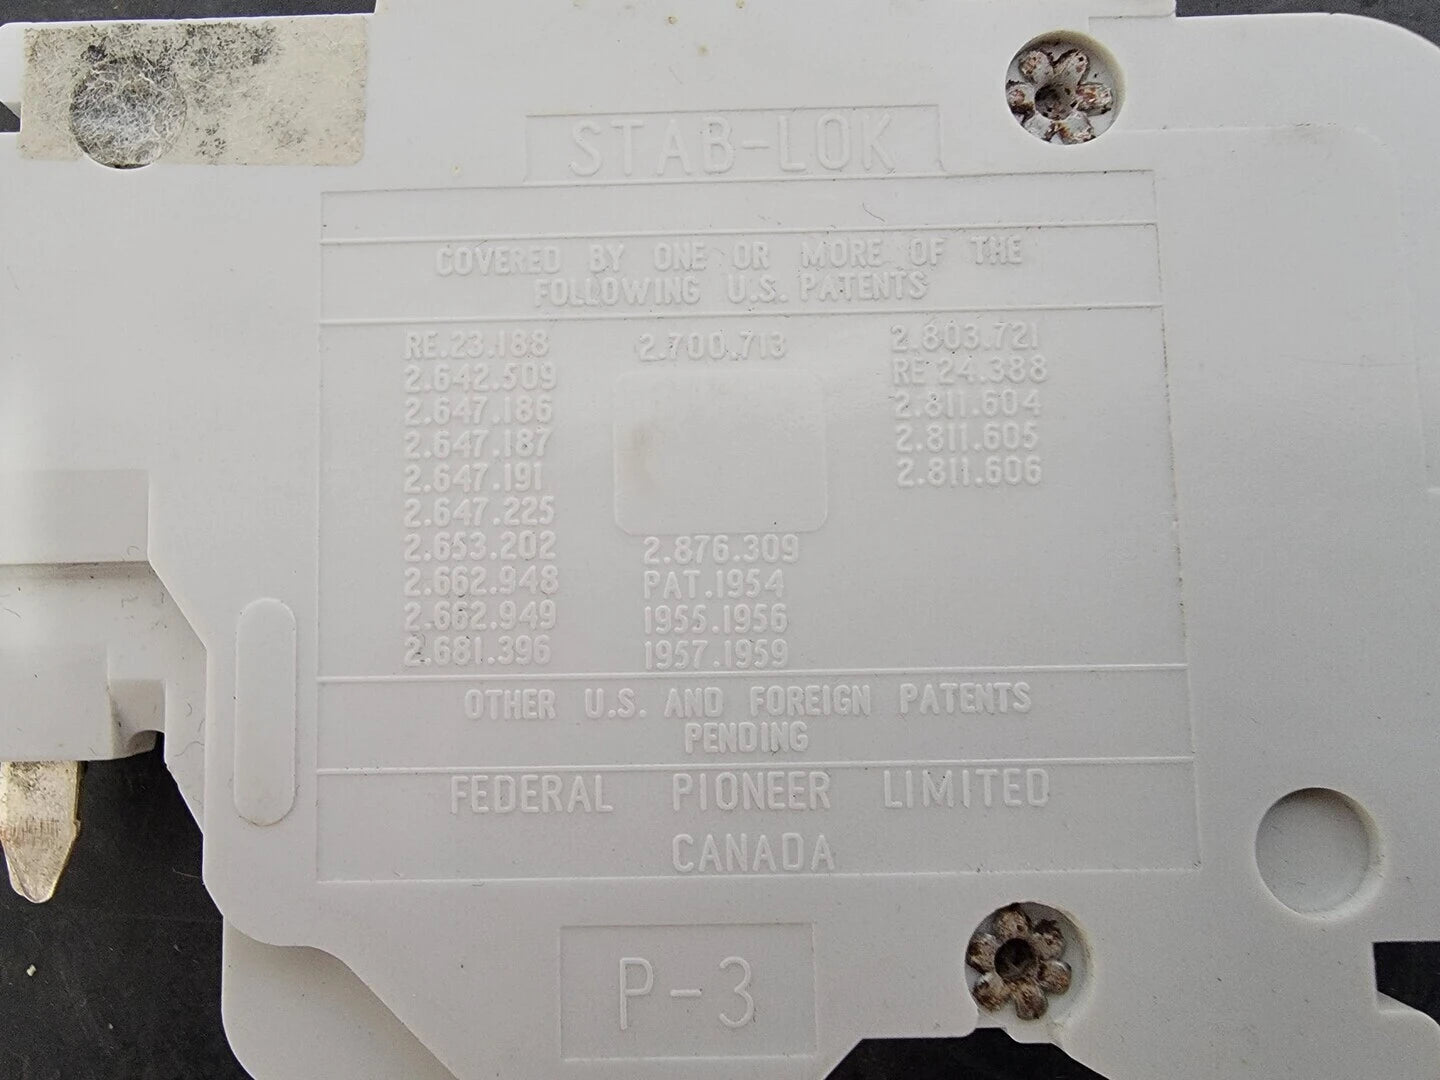 STAB-LOK
COVERED BY ONE OR MORE OF THE
FOLLOWING U.S. PATENTS
RE.23.188
2.642.509
2.647.186
2.647.187
2.647.191
2.647.225
2.653.202
2.662.948
2.662.949
2.681.396
2.700.713
2.876.309
PAT.1954
1955.1956
1957.1959
2.803.721
RE 24.388
2.811.604
2.811.605
2.811.606
OTHER U.S. AND FOREIGN PATENTS
PENDING
FEDERAL PIONEER LIMITED
CANADA
P-3